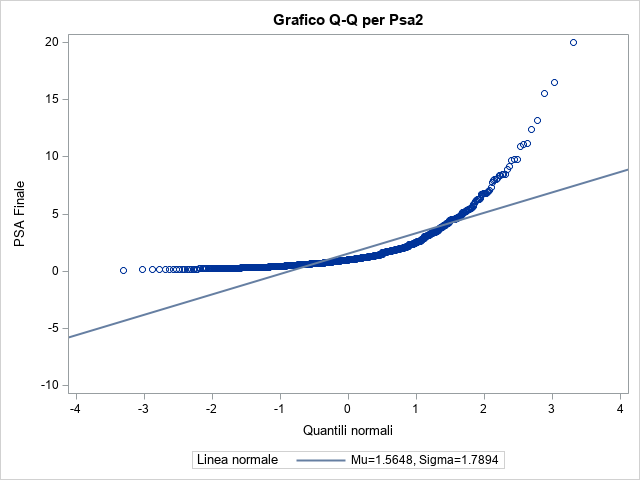 Grafico Q-Q per Psa2
20
15
10
5
0
-5
-10
PSA Finale
-4 -3 -2 -1 0 1 2 3 4
Quantili normali
Linea normale Mu=1.5648, Sigma=1.7894